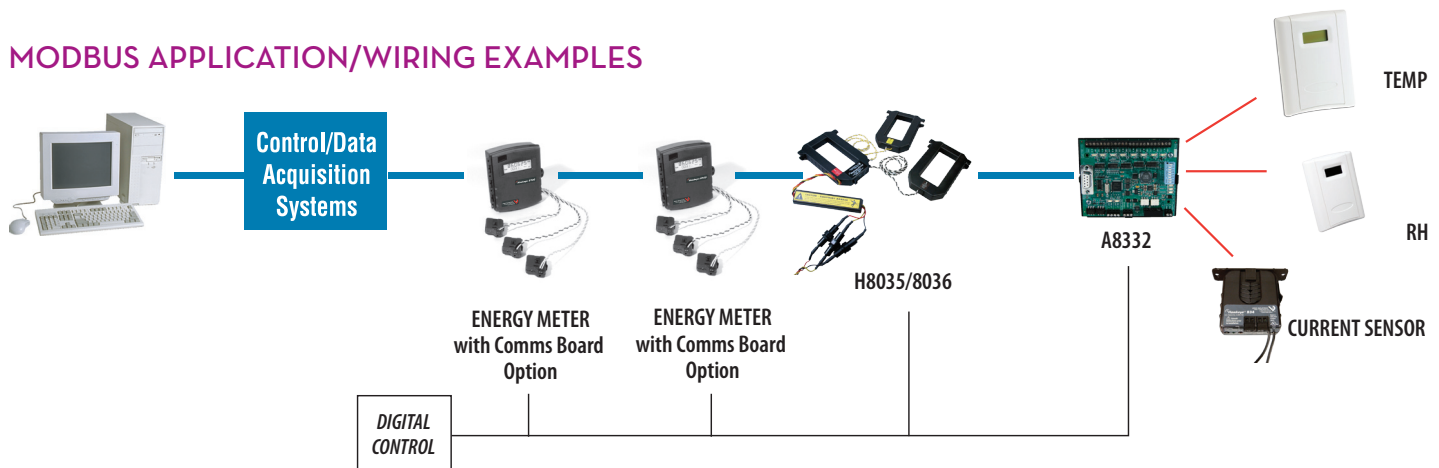 MODBUS APPLICATION/WIRING EXAMPLES
Control/Data
Acquisition
Systems
ENERGY METER
with Comms Board
Option
ENERGY METER
with Comms Board
Option
H8035/8036
A8332
TEMP
RH
CURRENT SENSOR
DIGITAL
CONTROL